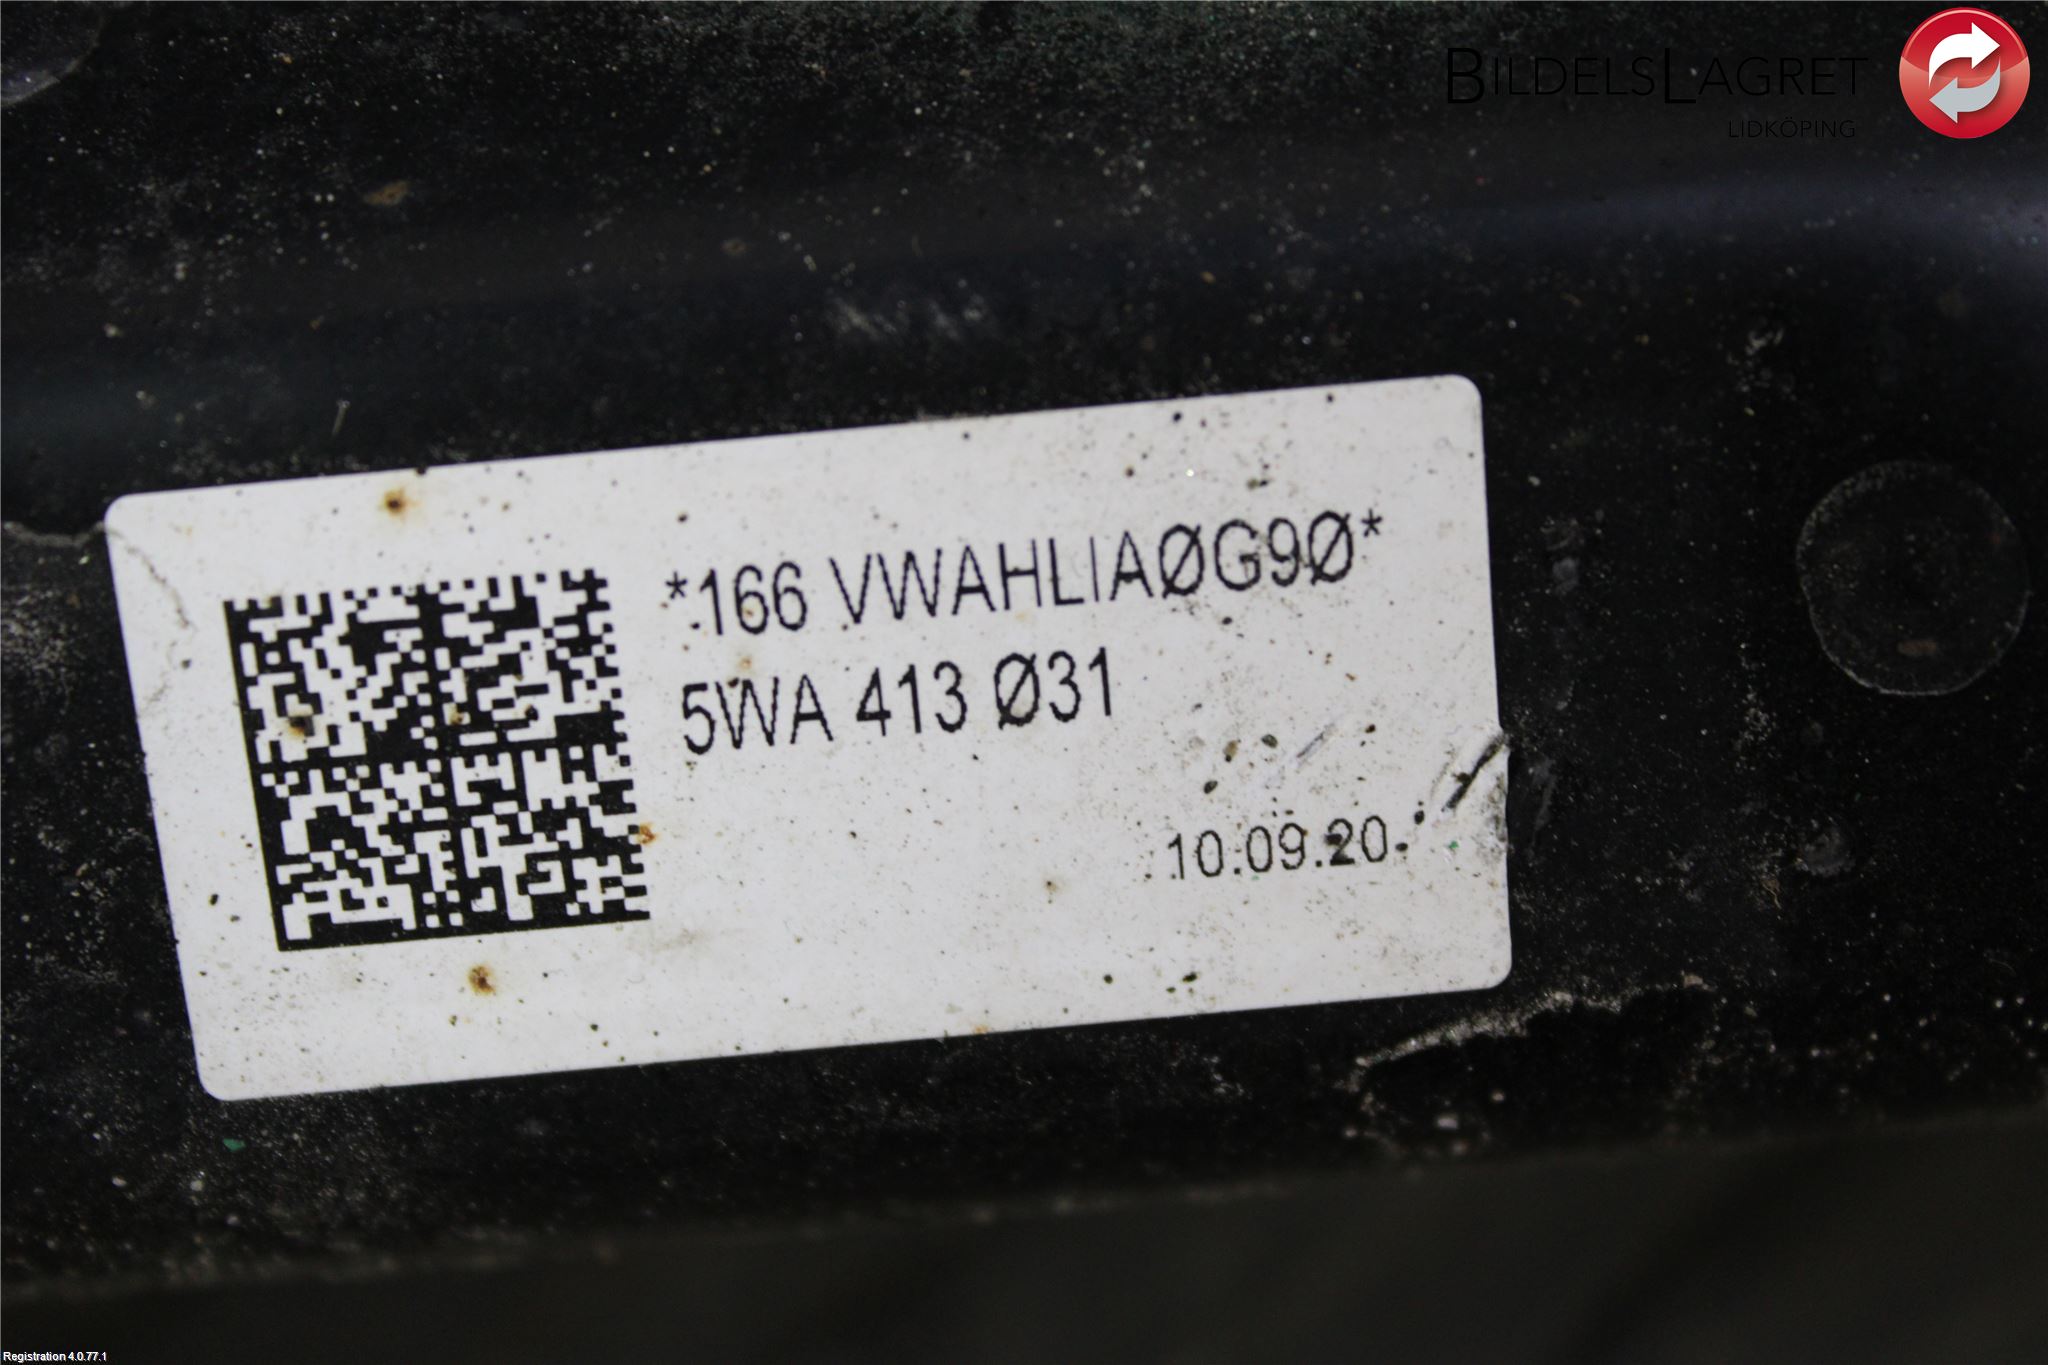 BILDELSLAGRET
LIDKÖPING
*166 VWAHLIAØG9Ø*
5WA 413 Ø31
10.09.20
Registration 4.0.77.1